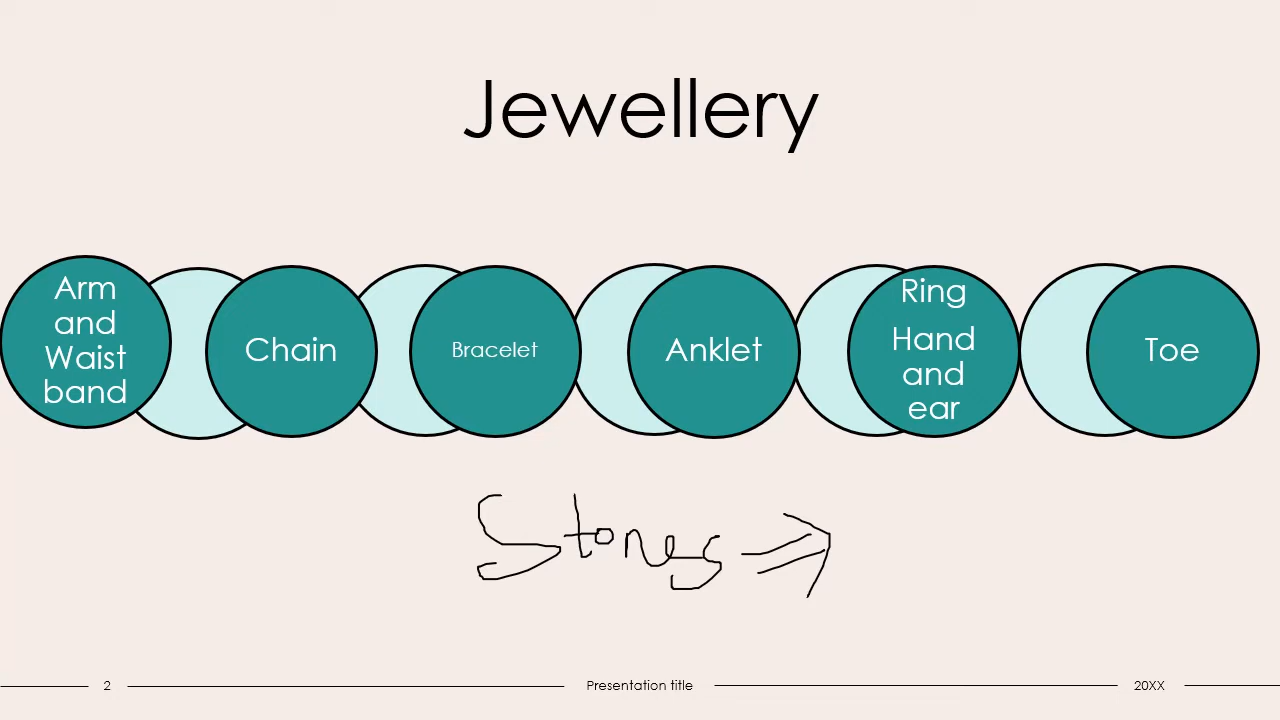 Jewellery
Arm
and
Waist
band
Chain
Bracelet
Anklet
Ring
Hand
and
ear
Toe
Stones ⇒
2
Presentation title
20XX